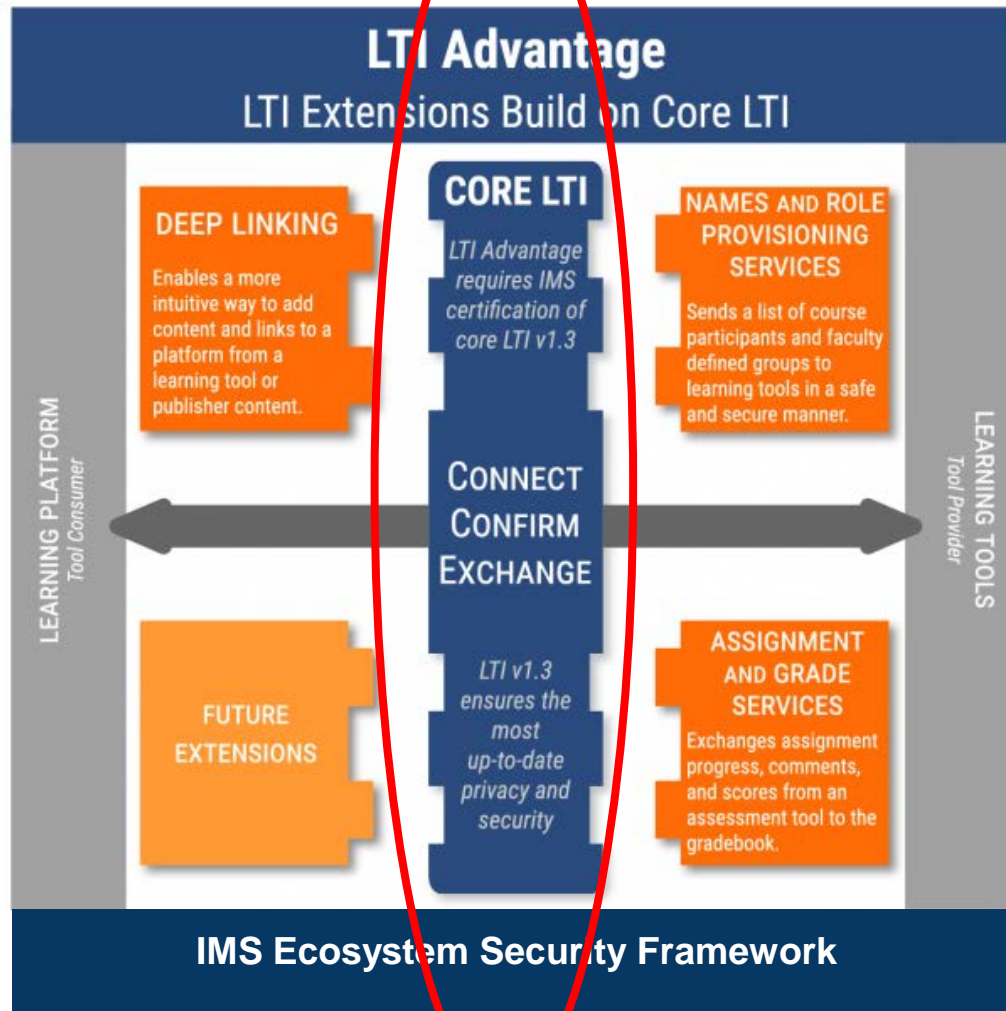 LTI Advantage
LTI Extensions Build on Core LTI
LEARNING PLATFORM
Tool Consumer
DEEP LINKING
Enables a more
intuitive way to add
content and links to a
platform from a
learning tool or
publisher content.
FUTURE
EXTENSIONS
CORE LTI
LTI Advantage
requires IMS
certification of
core LTI v1.3
CONNECT
CONFIRM
EXCHANGE
LTI v1.3
ensures the
most
up-to-date
privacy and
security
NAMES AND ROLE
PROVISIONING
SERVICES
Sends a list of course
participants and faculty
defined groups to
learning tools in a safe
and secure manner.
ASSIGNMENT
AND GRADE
SERVICES
Exchanges assignment
progress, comments,
and scores from an
assessment tool to the
gradebook.
LEARNING TOOLS
Tool Provider
IMS Ecosystem Security Framework